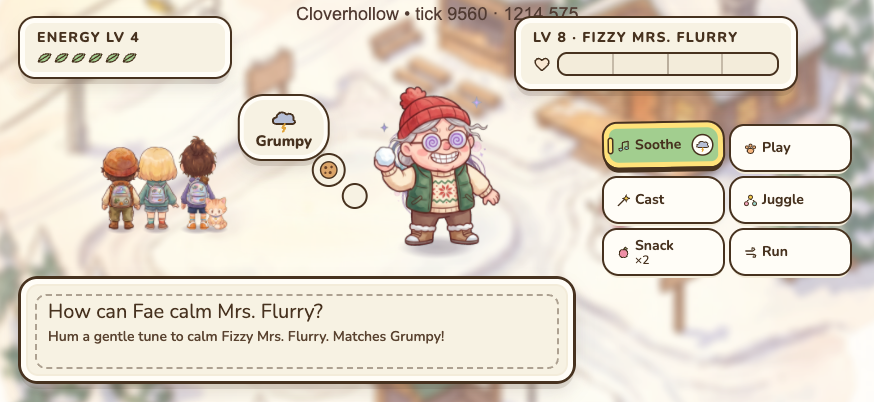 Cloverhollow • tick 9560 · 1214,575
ENERGY LV 4
LV 8 · FIZZY MRS. FLURRY
Grumpy
Soothe
Play
Cast
Juggle
Snack
×2
Run
How can Fae calm Mrs. Flurry?
Hum a gentle tune to calm Fizzy Mrs. Flurry. Matches Grumpy!